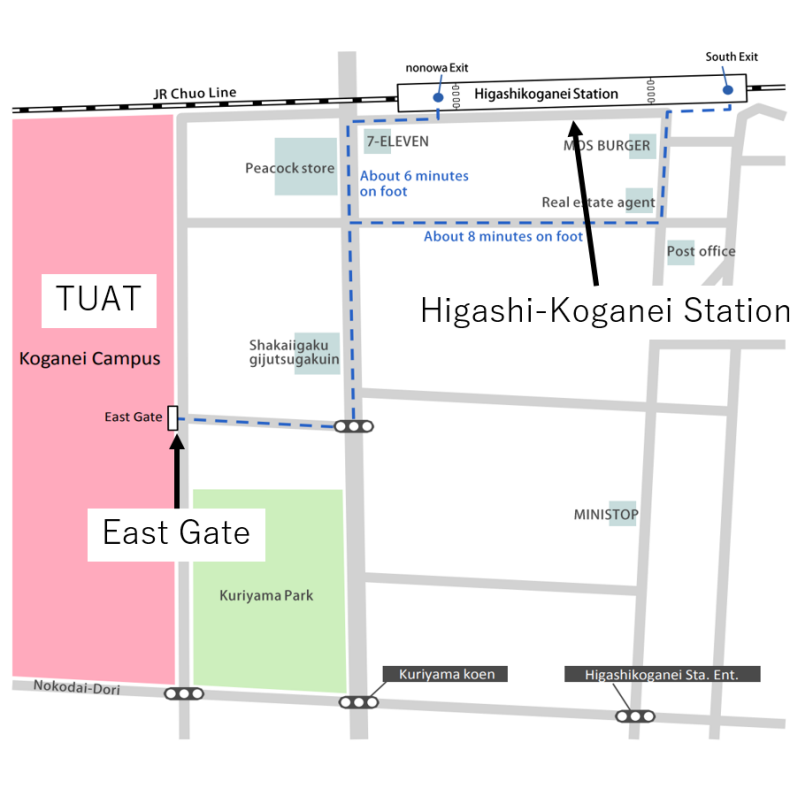 South Exit
nonowa Exit
JR Chuo Line
Higashikoganei Station
7-ELEVEN
MOS BURGER
Peacock store
About 6 minutes
on foot
Real estate agent
About 8 minutes on foot
Post office
TUAT
Higashi-Koganei Station
Shakaiigaku
gijutsugakuin
Koganei Campus
East Gate
MINISTOP
East Gate
Kuriyama Park
Kuriyama koen
Higashikoganei Sta. Ent.
Nokodai-Dori